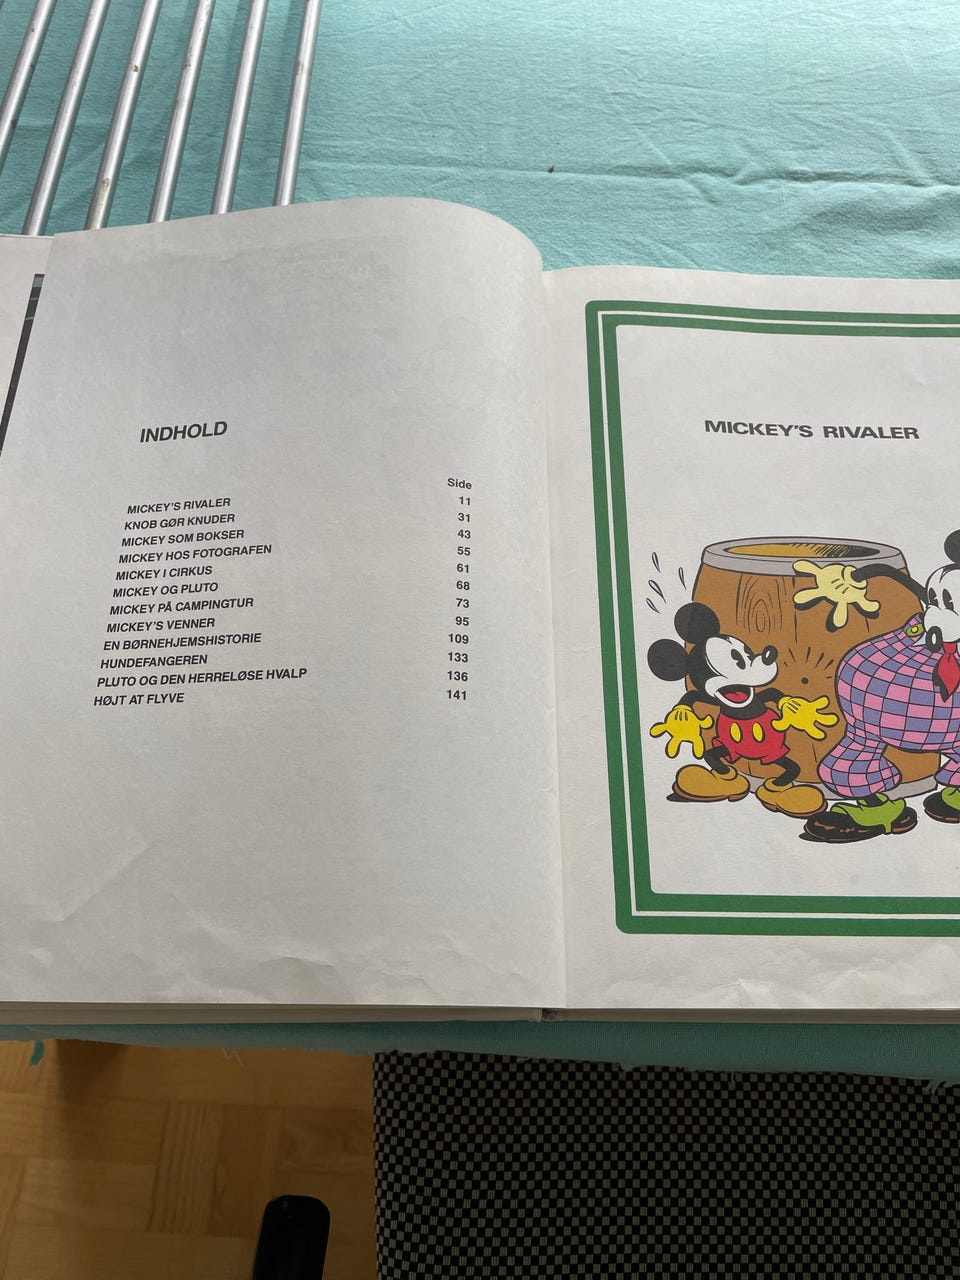 INDHOLD
Side
MICKEY'S RIVALER 11
KNOB GØR KNUDER 31
MICKEY SOM BOKSER 43
MICKEY HOS FOTOGRAFEN 55
MICKEY I CIRKUS 61
MICKEY OG PLUTO 68
MICKEY PÅ CAMPINGTUR 73
MICKEY'S VENNER 95
EN BØRNEHJEMSHISTORIE 109
HUNDEFANGEREN 133
PLUTO OG DEN HERRELØSE HVALP 136
HØJT AT FLYVE 141
MICKEY'S RIVALER